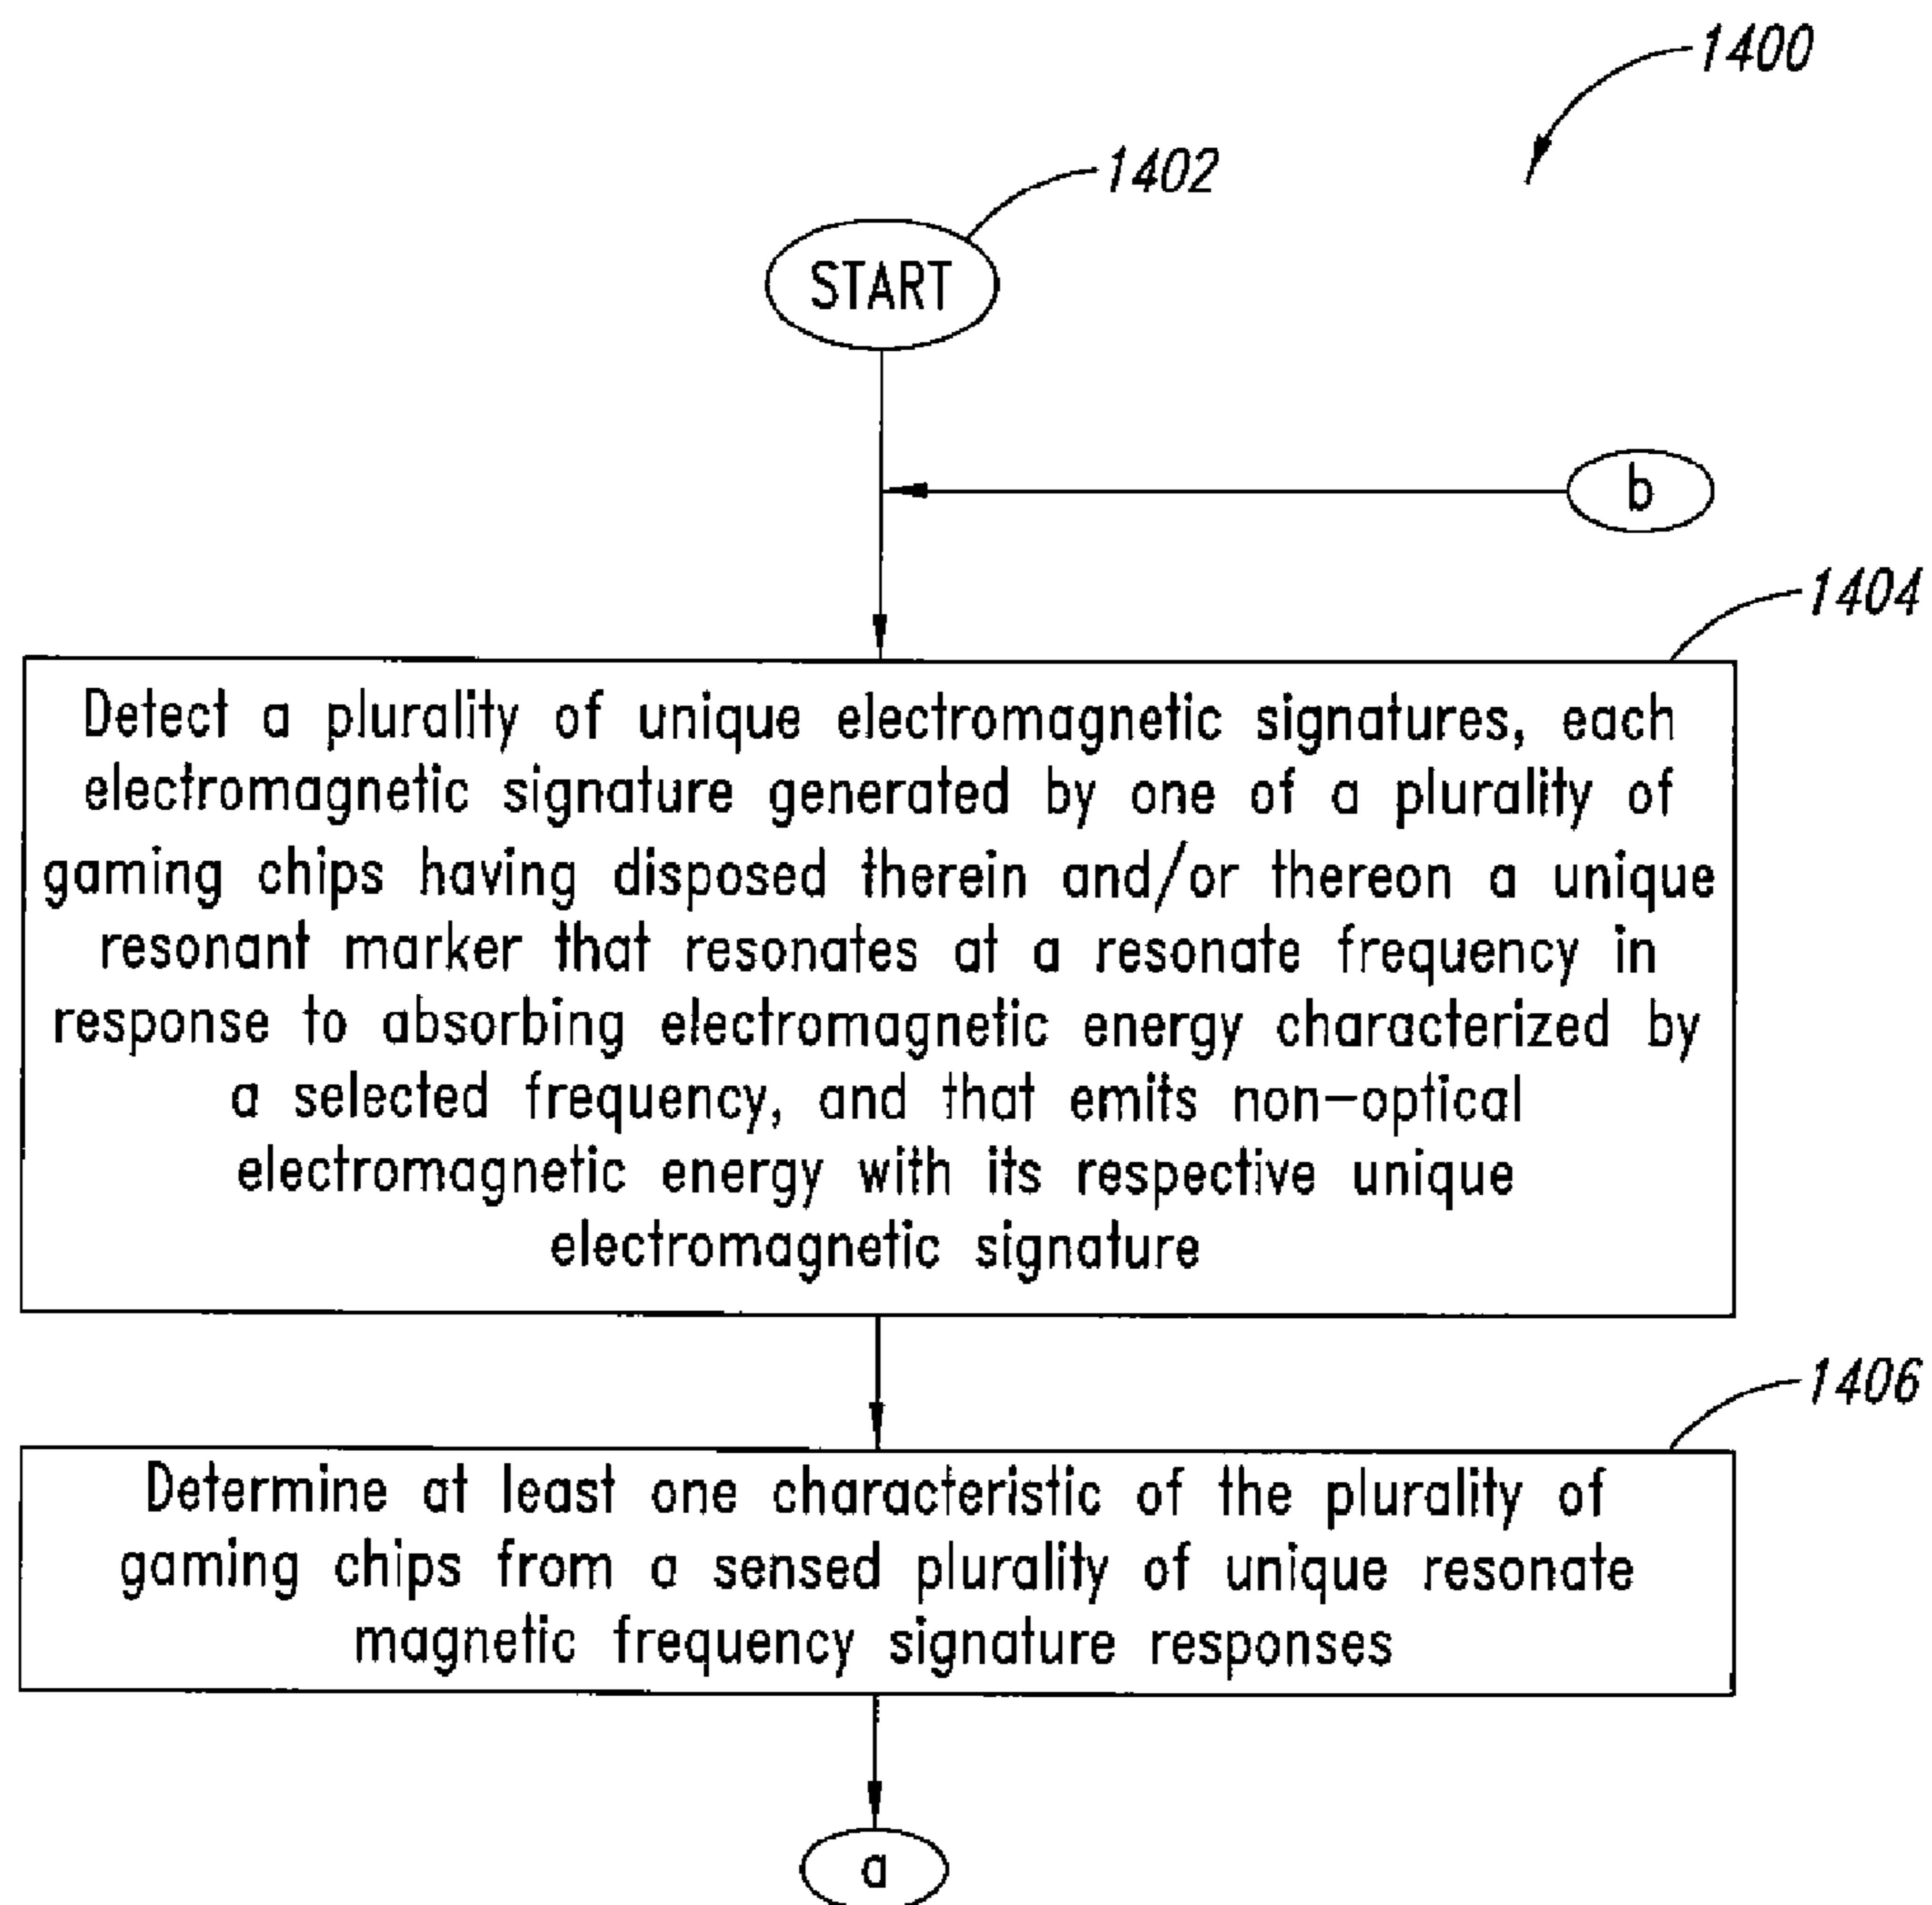 1400
1402
START
b
1404
Detect a plurality of unique electromagnetic signatures, each
electromagnetic signature generated by one of a plurality of
gaming chips having disposed therein and/or thereon a unique
resonant marker that resonates at a resonate frequency in
response to absorbing electromagnetic energy characterized by
a selected frequency, and that emits non-optical
electromagnetic energy with its respective unique
electromagnetic signature
1406
Determine at least one characteristic of the plurality of
gaming chips from a sensed plurality of unique resonate
magnetic frequency signature responses
a